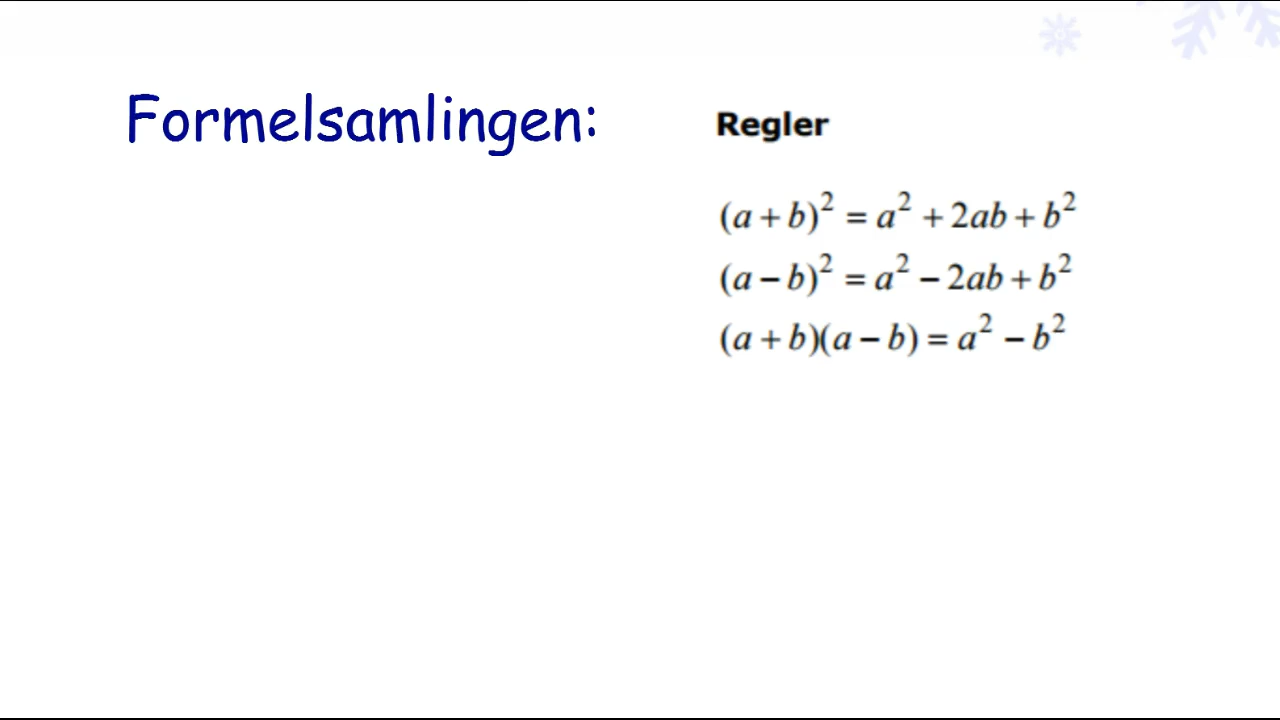 Formelsamlingen:
Regler
(a + b)² = a² + 2ab + b²
(a − b)² = a² − 2ab + b²
(a + b)(a − b) = a² − b²